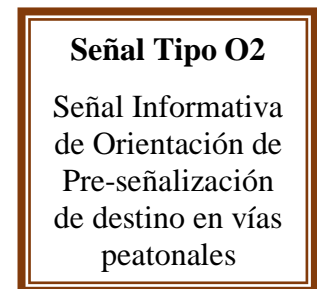 Señal Tipo O2
Señal Informativa
de Orientación de
Pre-señalización
de destino en vías
peatonales